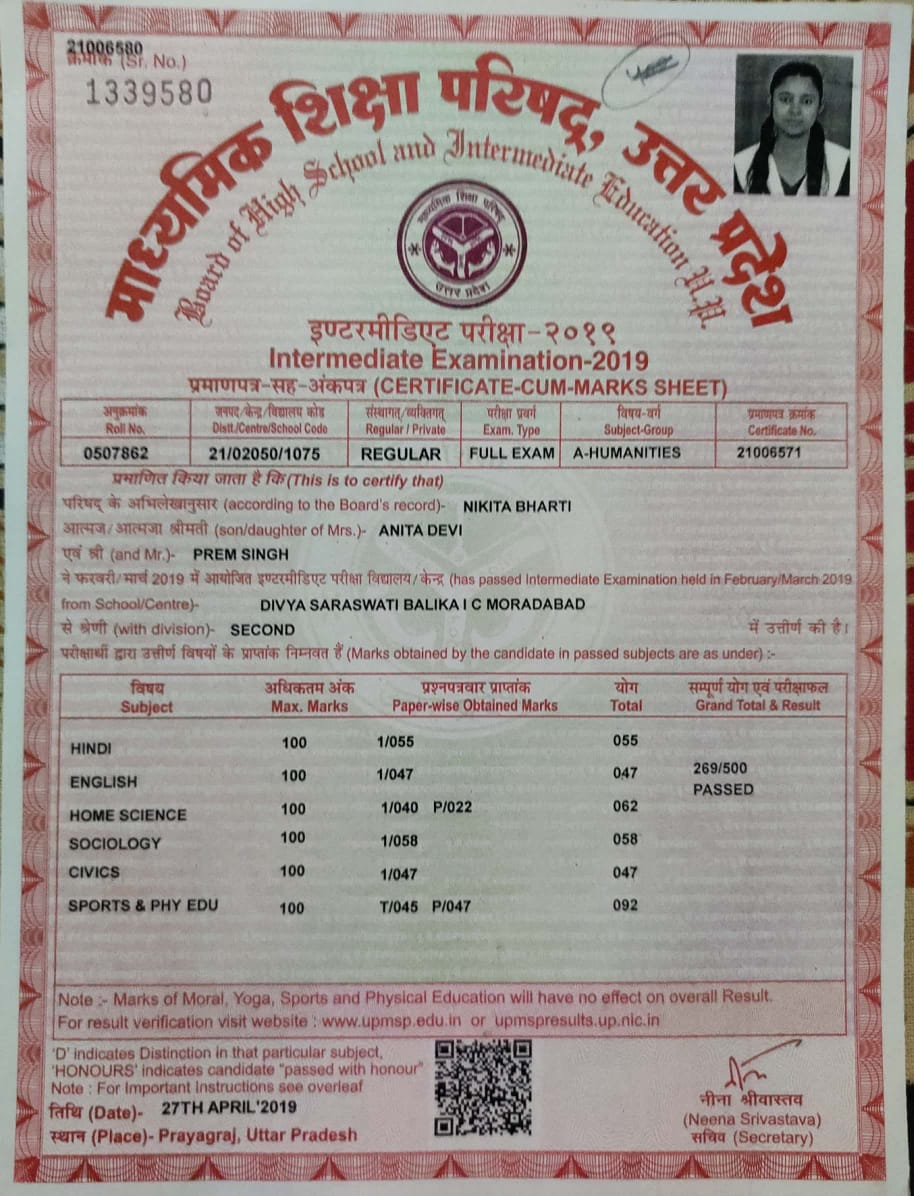 21006580
क्रमांक (Sr. No.)
1339580
माध्यमिक शिक्षा परिषद्, उत्तर प्रदेश
Board of High School and Intermediate Education U.P.
माध्यमिक शिक्षा परिषद्
उत्तर प्रदेश
इण्टरमीडिएट परीक्षा-२०१९
Intermediate Examination-2019
प्रमाणपत्र-सह-अंकपत्र (CERTIFICATE-CUM-MARKS SHEET)
अनुक्रमांक जनपद/केन्द्र/विद्यालय कोड संस्थागत/व्यक्तिगत परीक्षा प्रवर्ग विषय-वर्ग प्रमाणपत्र क्रमांक
Roll No. Distt./Centre/School Code Regular / Private Exam. Type Subject-Group Certificate No.
0507862 21/02050/1075 REGULAR FULL EXAM A-HUMANITIES 21006571
प्रमाणित किया जाता है कि (This is to certify that)
परिषद् के अभिलेखानुसार (according to the Board's record)- NIKITA BHARTI
आत्मज/आत्मजा श्रीमती (son/daughter of Mrs.)- ANITA DEVI
एवं श्री (and Mr.)- PREM SINGH
ने फरवरी/मार्च 2019 में आयोजित इण्टरमीडिएट परीक्षा विद्यालय/केन्द्र (has passed Intermediate Examination held in February/March 2019
from School/Centre)- DIVYA SARASWATI BALIKA I C MORADABAD
से श्रेणी (with division)- SECOND में उत्तीर्ण की है।
परीक्षार्थी द्वारा उत्तीर्ण विषयों के प्राप्तांक निम्नवत हैं (Marks obtained by the candidate in passed subjects are as under) :-
विषय अधिकतम अंक प्रश्नपत्रवार प्राप्तांक योग सम्पूर्ण योग एवं परीक्षाफल
Subject Max. Marks Paper-wise Obtained Marks Total Grand Total & Result
HINDI 100 1/055 055
ENGLISH 100 1/047 047 269/500
PASSED
HOME SCIENCE 100 1/040 P/022 062
SOCIOLOGY 100 1/058 058
CIVICS 100 1/047 047
SPORTS & PHY EDU 100 T/045 P/047 092
Note :- Marks of Moral, Yoga, Sports and Physical Education will have no effect on overall Result.
For result verification visit website : www.upmsp.edu.in or upmspresults.up.nic.in
'D' indicates Distinction in that particular subject,
'HONOURS' indicates candidate "passed with honour"
Note : For Important Instructions see overleaf
तिथि (Date)- 27TH APRIL'2019
स्थान (Place)- Prayagraj, Uttar Pradesh
नीना श्रीवास्तव
(Neena Srivastava)
सचिव (Secretary)